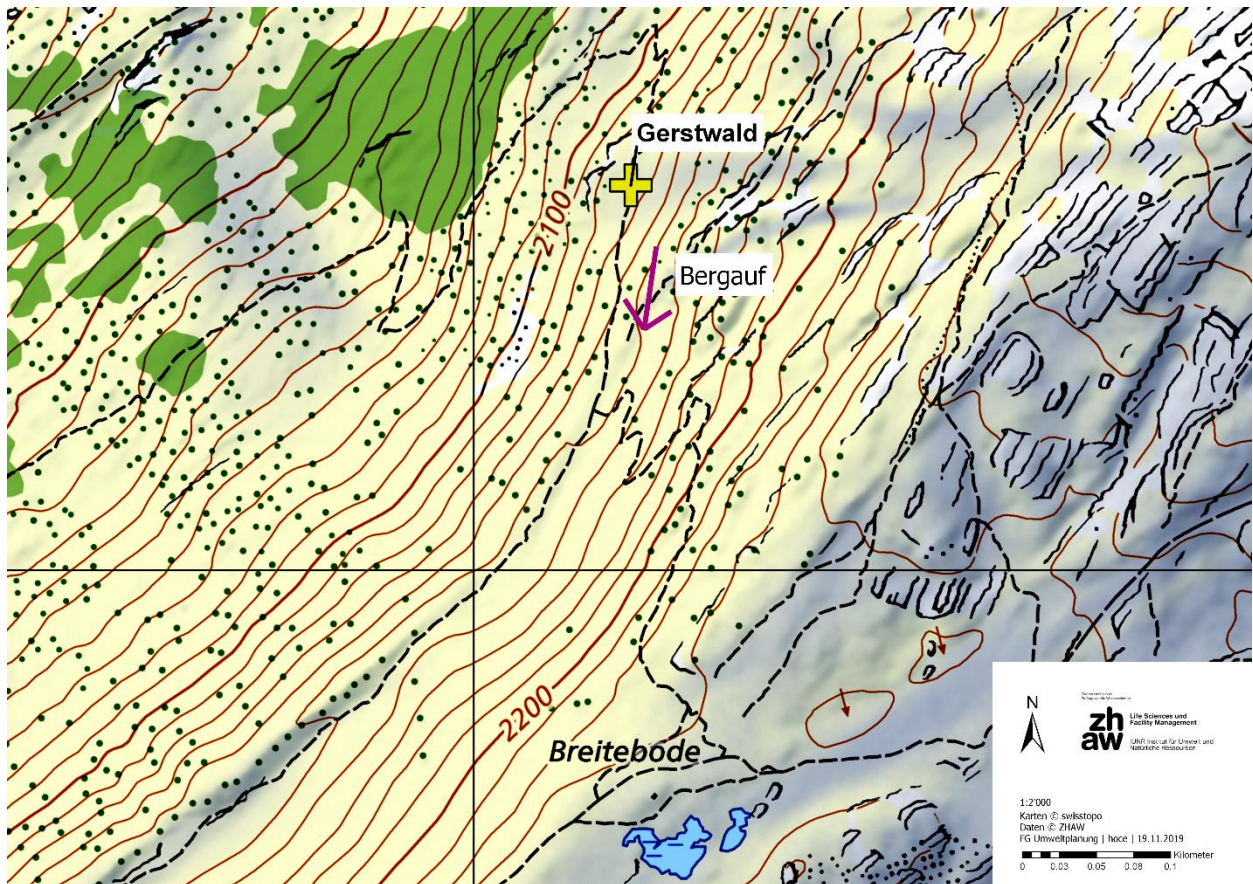 Gerstwald
2100
Bergauf
2200
Breitebode
N
zh
aw
Life Sciences und
Facility Management
IUNR Institut für Umwelt und
Natürliche Ressourcen
1:2'000
Karten © swisstopo
Daten © ZHAW
FG Umweltplanung | hoce | 19.11.2019
Kilometer
0 0.03 0.05 0.08 0.1